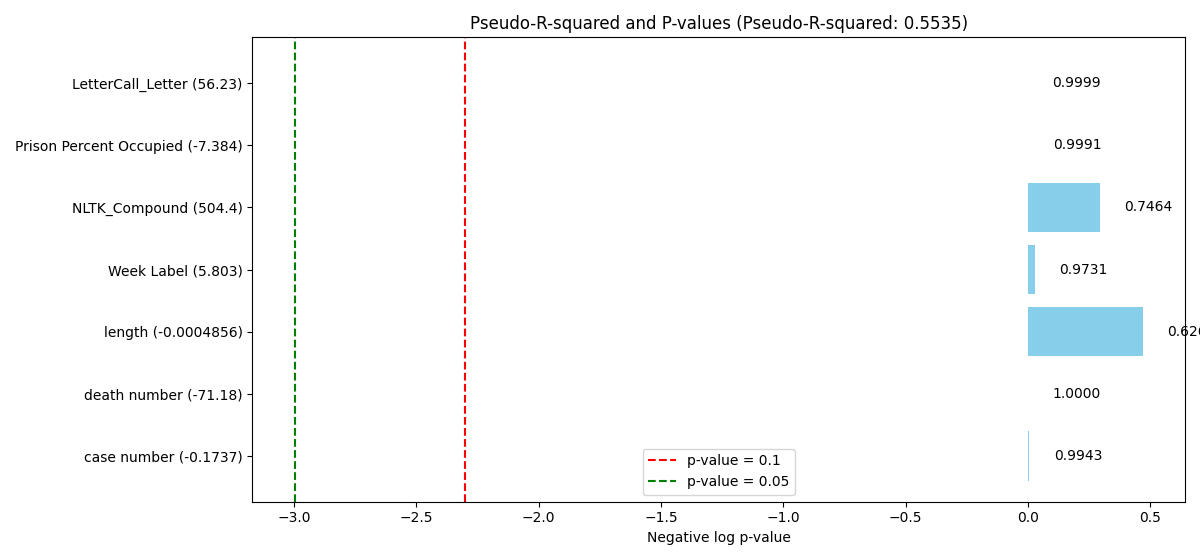 Pseudo-R-squared and P-values (Pseudo-R-squared: 0.5535)
LetterCall_Letter (56.23) 0.9999
Prison Percent Occupied (-7.384) 0.9991
NLTK_Compound (504.4) 0.7464
Week Label (5.803) 0.9731
length (-0.0004856)
death number (-71.18) 1.0000
case number (-0.1737) 0.9943
p-value = 0.1
p-value = 0.05
−3.0 −2.5 −2.0 −1.5 −1.0 −0.5 0.0 0.5
Negative log p-value